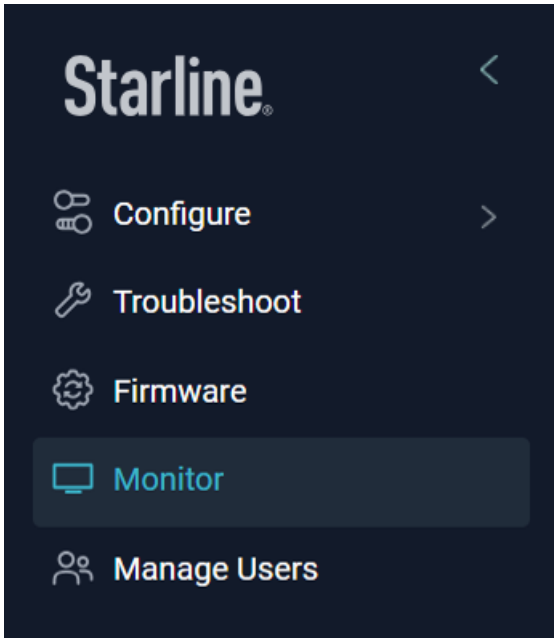 Starline®
Configure
Troubleshoot
Firmware
Monitor
Manage Users